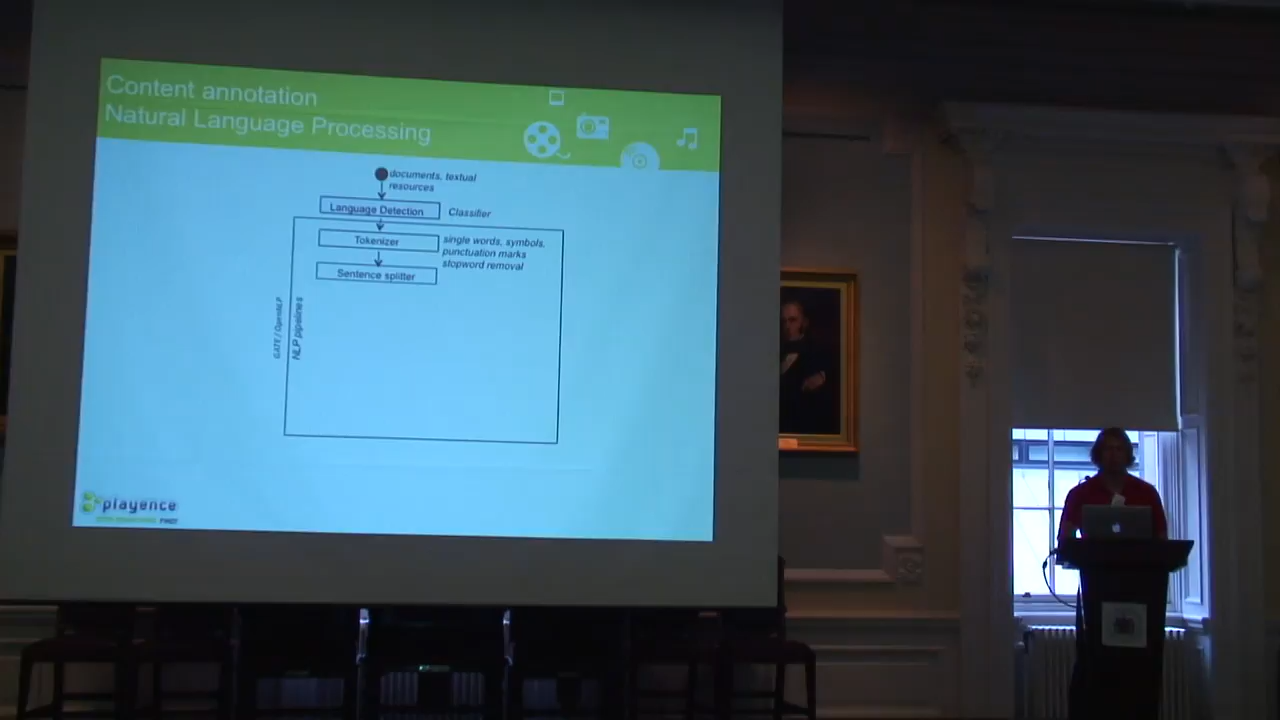 Content annotation
Natural Language Processing
documents, textual
resources
Language Detection
Classifier
Tokenizer
single words, symbols,
punctuation marks
stopword removal
Sentence splitter
GATE / OpenNLP
NLP pipelines
playence